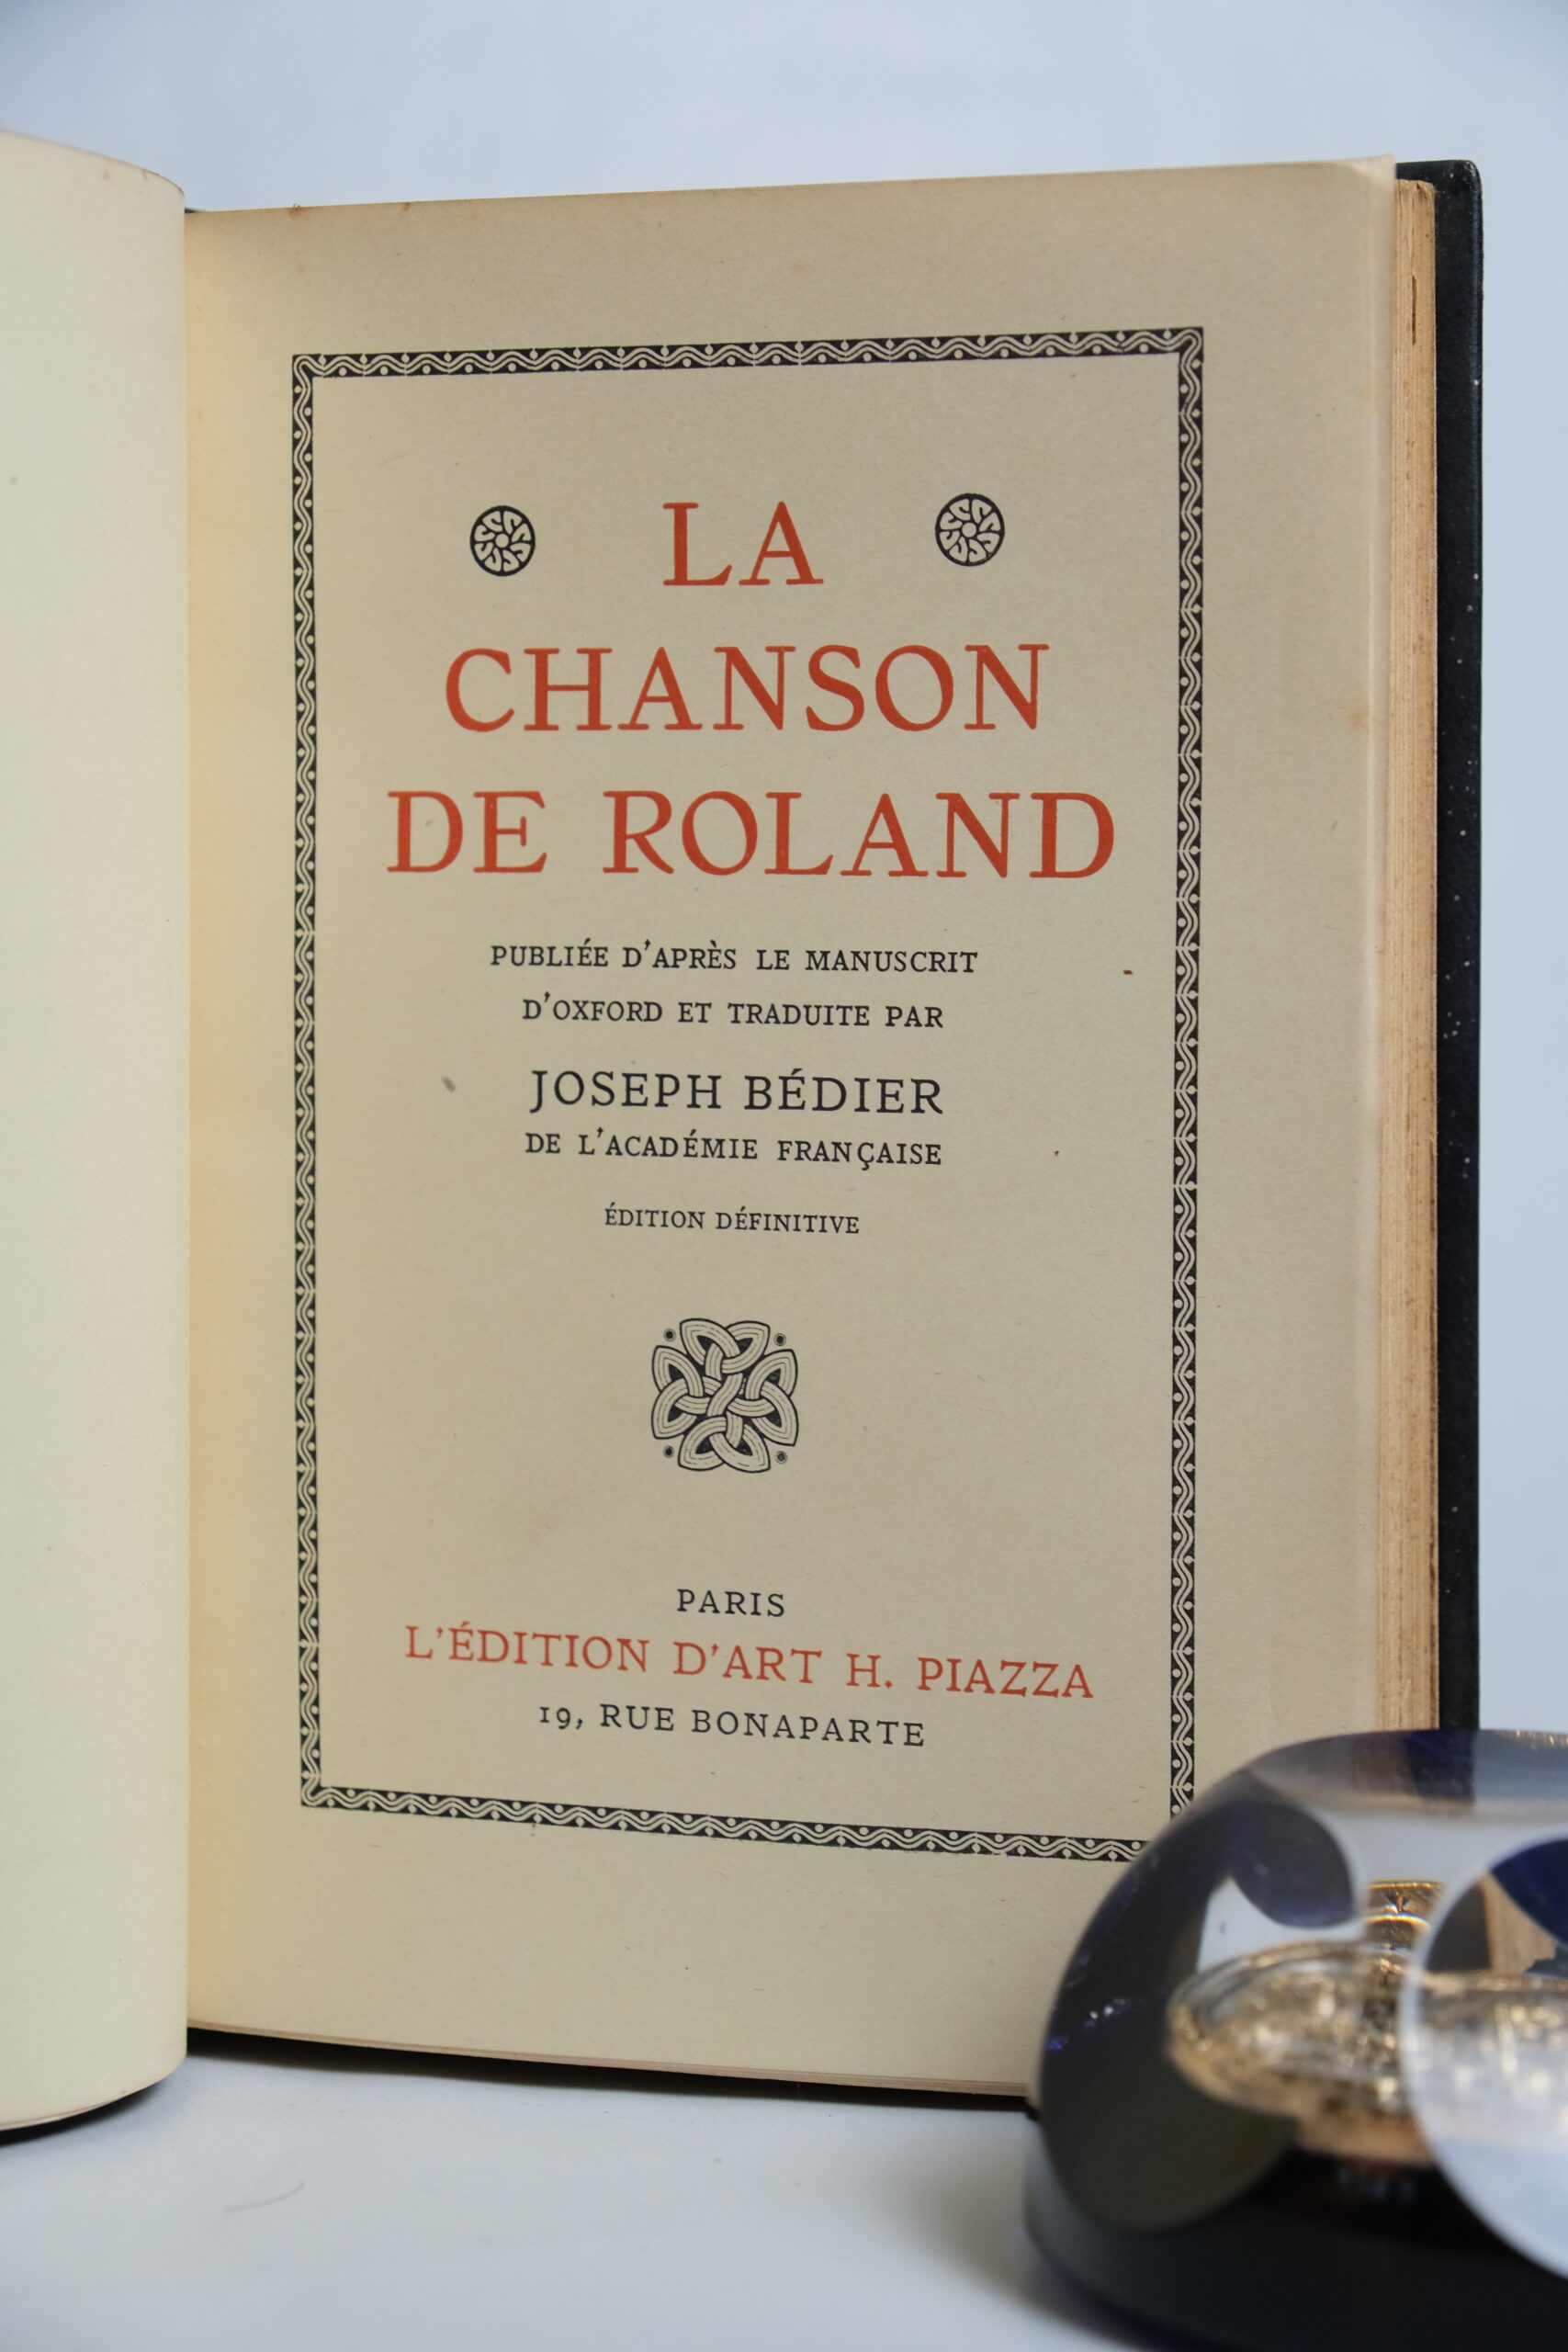 LA
CHANSON
DE ROLAND
PUBLIÉE D'APRÈS LE MANUSCRIT
D'OXFORD ET TRADUITE PAR
JOSEPH BÉDIER
DE L'ACADÉMIE FRANÇAISE
ÉDITION DÉFINITIVE
PARIS
L'ÉDITION D'ART H. PIAZZA
19, RUE BONAPARTE